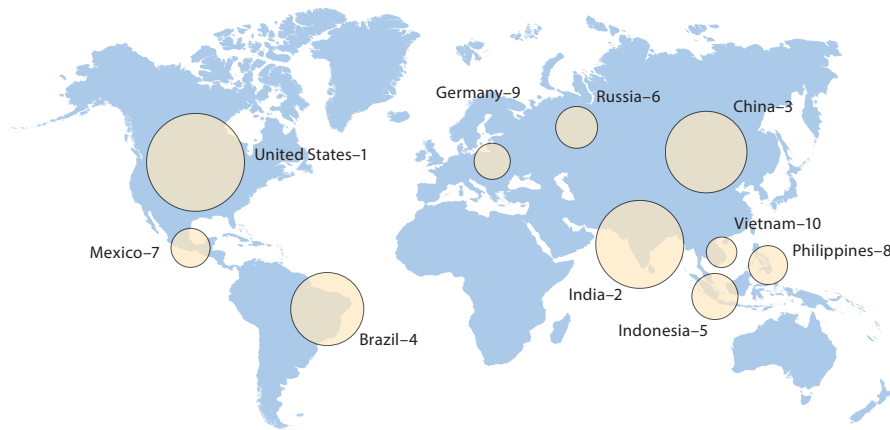 Germany–9
Russia–6
China–3
United States–1
Vietnam–10
Mexico–7
Philippines–8
India–2
Indonesia–5
Brazil–4